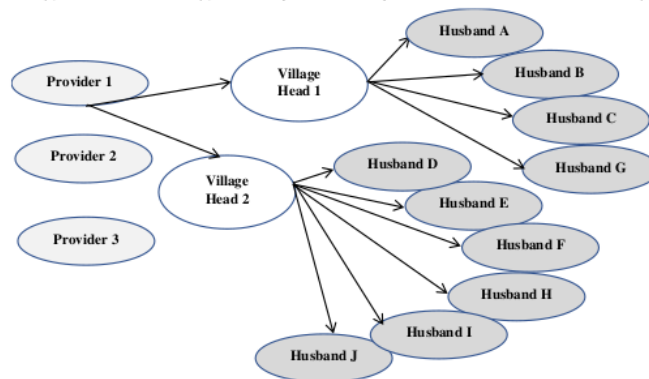 Husband A
Provider 1
Village
Head 1
Husband B
Husband C
Provider 2
Husband G
Husband D
Village
Head 2
Husband E
Provider 3
Husband F
Husband H
Husband I
Husband J